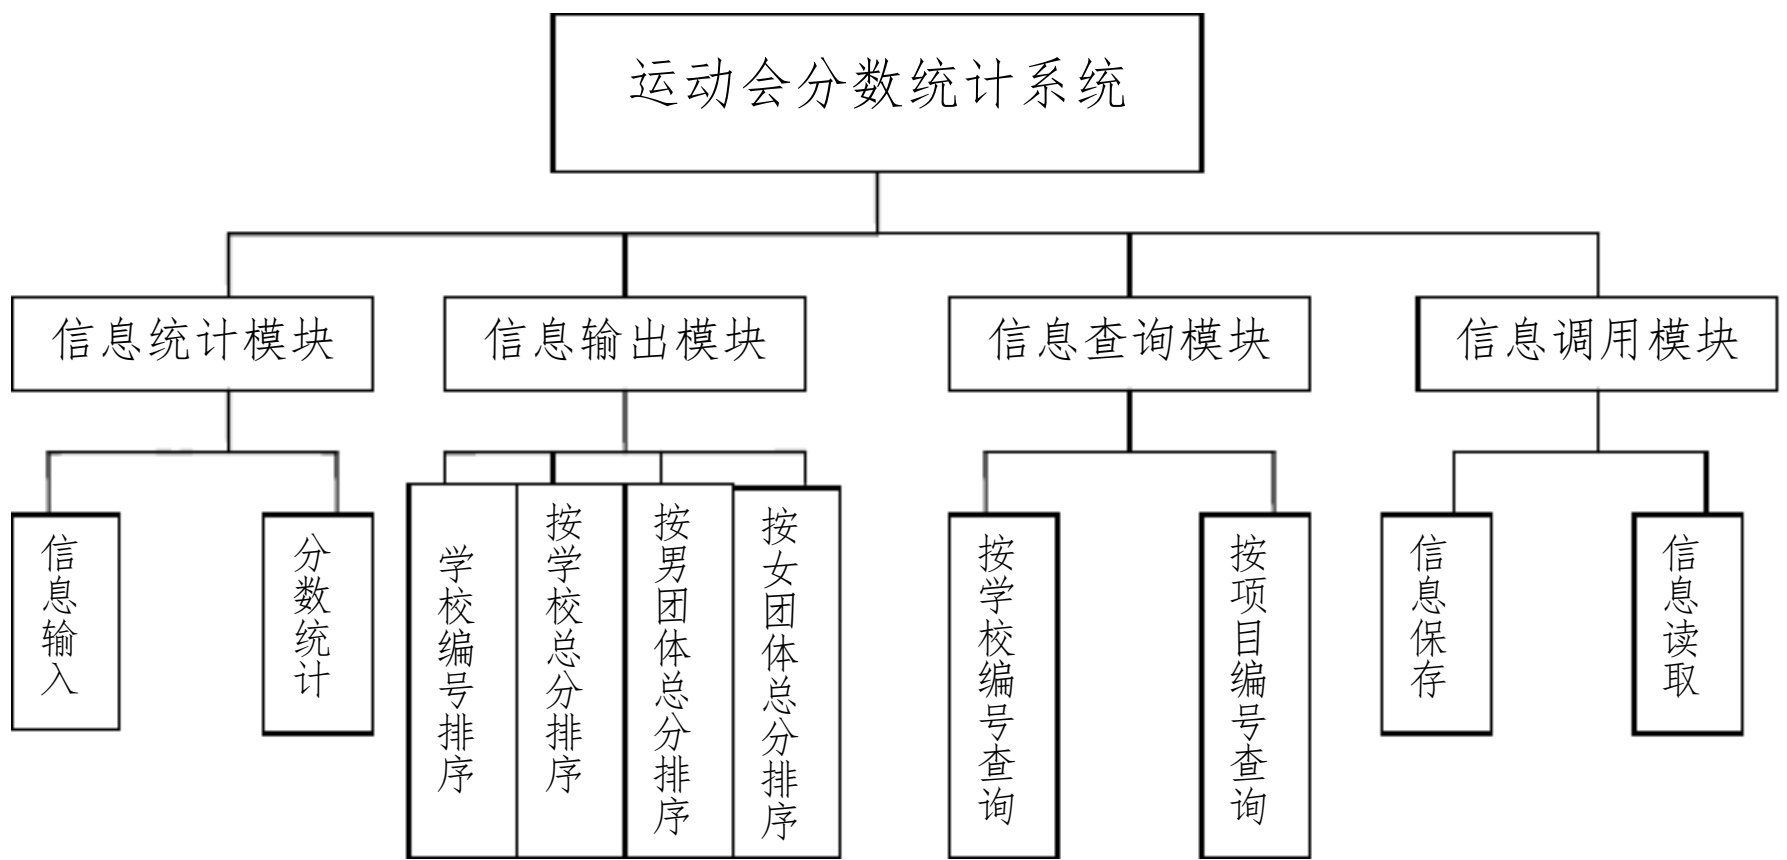 运动会分数统计系统
信息统计模块
信息输出模块
信息查询模块
信息调用模块
信息输入
分数统计
学校编号排序
按学校总分排序
按男团体总分排序
按女团体总分排序
按学校编号查询
按项目编号查询
信息保存
信息读取